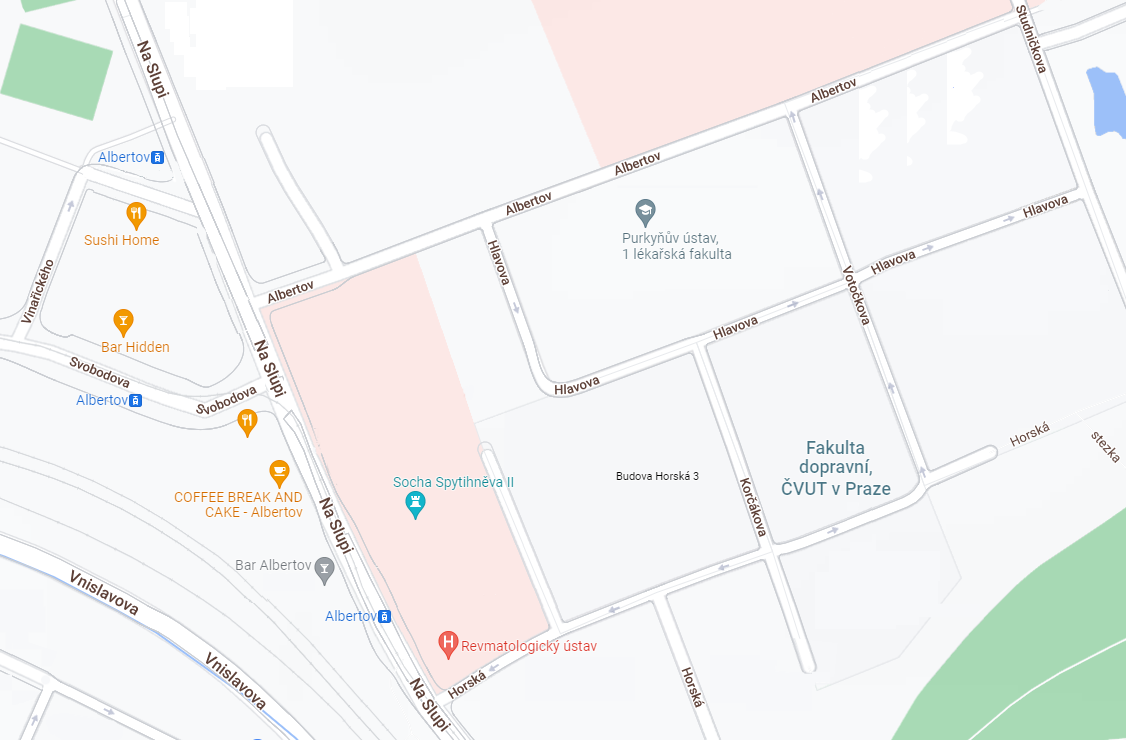 Studničkova
Na Slupi
Albertov
Albertov
Albertov
Albertov
Albertov
Hlavova
Sushi Home
Purkyňův ústav,
1 lékařská fakulta
Hlavova
Hlavova
Vinařického
Albertov
Votočkova
Hlavova
Bar Hidden
Na Slupi
Svobodova
Hlavova
Albertov
Svobodova
Horská
stezka
Fakulta
dopravní,
ČVUT v Praze
Budova Horská 3
Socha Spytihněva II
COFFEE BREAK AND
CAKE - Albertov
Korčákova
Na Slupi
Bar Albertov
Vnislavova
Albertov
Revmatologický ústav
Vnislavova
Horská
Horská
Na Slupi